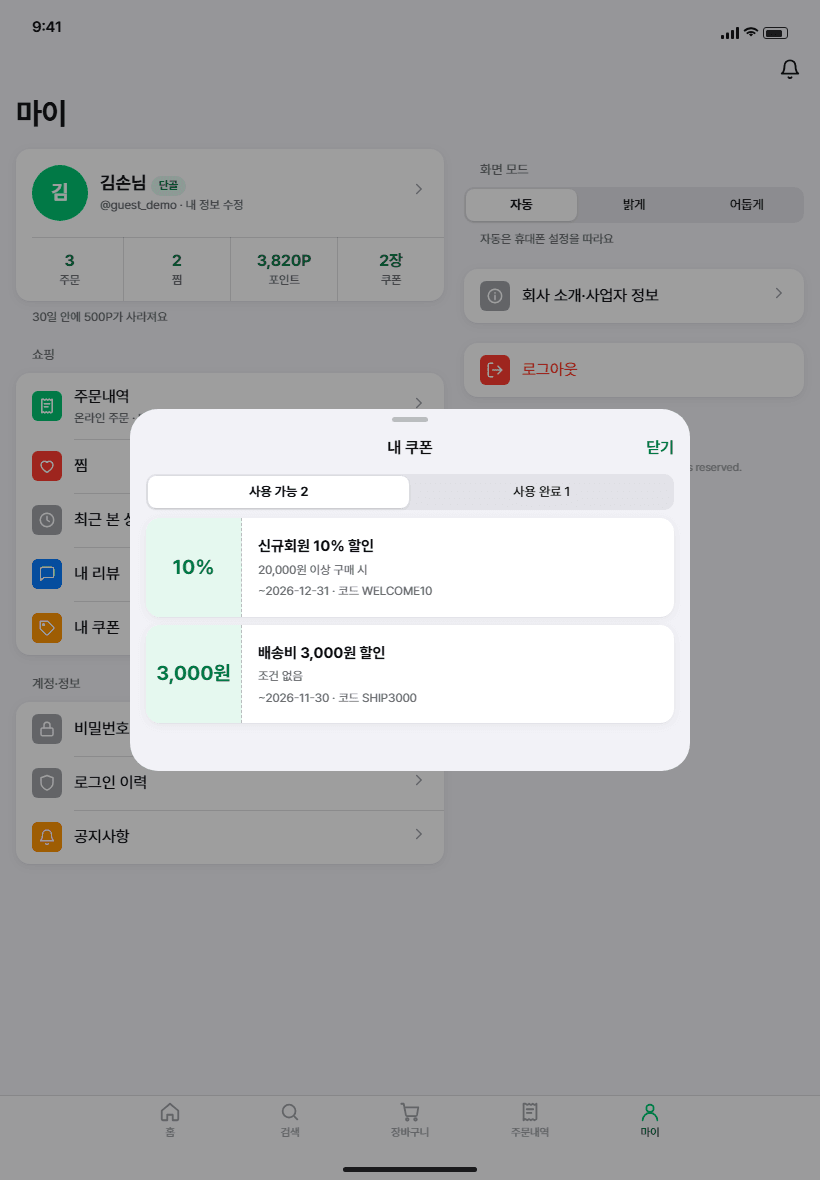 9:41
마이
김
김손님 단골
@guest_demo · 내 정보 수정
3
주문
2
찜
3,820P
포인트
2장
쿠폰
30일 안에 500P가 사라져요
쇼핑
주문내역
온라인 주문 ·
찜
최근 본
내 리뷰
내 쿠폰
계정·정보
비밀번호
로그인 이력
공지사항
화면 모드
자동
밝게
어둡게
자동은 휴대폰 설정을 따라요
회사 소개·사업자 정보
로그아웃
s reserved.
내 쿠폰
닫기
사용 가능 2
사용 완료 1
10%
신규회원 10% 할인
20,000원 이상 구매 시
~2026-12-31 · 코드 WELCOME10
3,000원
배송비 3,000원 할인
조건 없음
~2026-11-30 · 코드 SHIP3000
홈
검색
장바구니
주문내역
마이